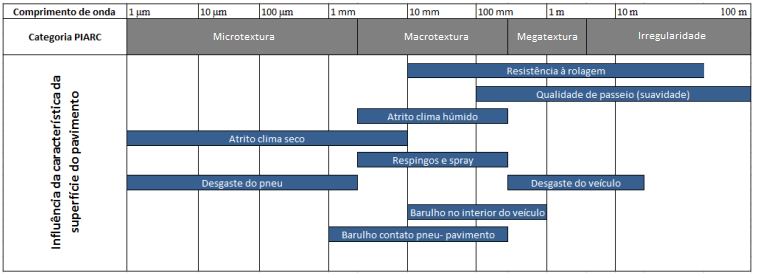 Comprimento de onda 1 µm 10 µm 100 µm 1 mm 10 mm 100 mm 1 m 10 m 100 m
Categoria PIARC Microtextura Macrotextura Megatextura Irregularidade
Influência da característica da
superfície do pavimento
Resistência à rolagem
Qualidade de passeio (suavidade)
Atrito clima húmido
Atrito clima seco
Respingos e spray
Desgaste do pneu Desgaste do veículo
Barulho no interior do veículo
Barulho contato pneu- pavimento